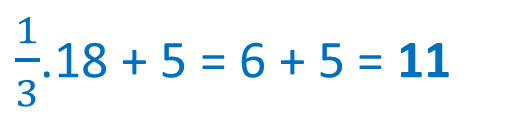 1/3.18 + 5 = 6 + 5 = 11